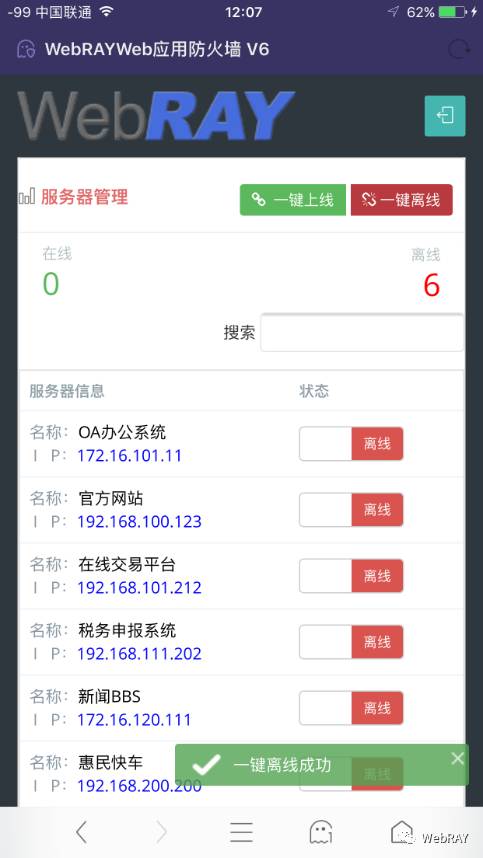 -99 中国联通 12:07 62%
WebRAYWeb应用防火墙 V6
WebRAY
服务器管理 一键上线 一键离线
在线 离线
0 6
搜索
服务器信息 状态
名称: OA办公系统
I P: 172.16.101.11 离线
名称: 官方网站
I P: 192.168.100.123 离线
名称: 在线交易平台
I P: 192.168.101.212 离线
名称: 税务申报系统
I P: 192.168.111.202 离线
名称: 新闻BBS
I P: 172.16.120.111 离线
名称: 惠民快车
一键离线成功
I P: 192.168.200.200 离线
WebRAY